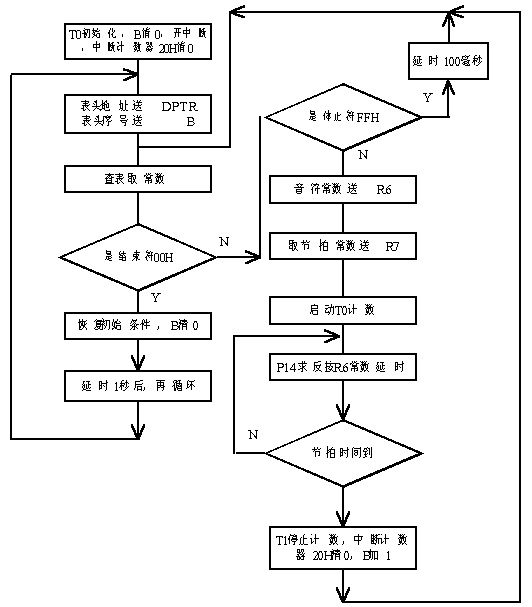 T0初始化，B清0，开中断
，中断计数器20H清0
表头地址送 DPTR
表头序号送 B
查表取常数
是结束符00H
N
Y
恢复初始条件，B清0
延时1秒后,再循环
延时100毫秒
Y
是休止符FFH
N
音符常数送 R6
取节拍常数送 R7
启动T0计数
P14求反按R6常数延时
N
节拍时间到
T1停止计数，中断计数
器20H清0，B加1